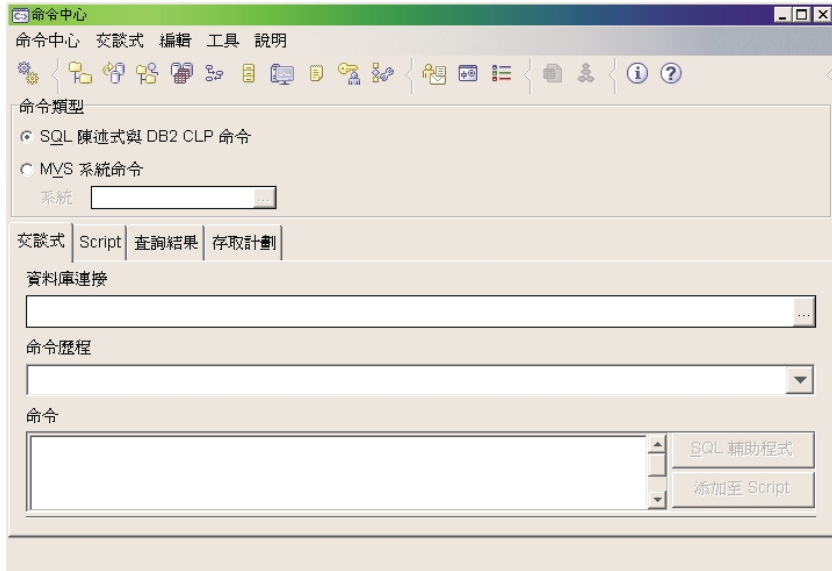 命令中心
命令中心 交談式 編輯 工具 說明
命令類型
SQL 陳述式與 DB2 CLP 命令
MVS 系統命令
系統 ...
交談式 Script 查詢結果 存取計劃
資料庫連接
...
命令歷程
命令
SQL 輔助程式
添加至 Script